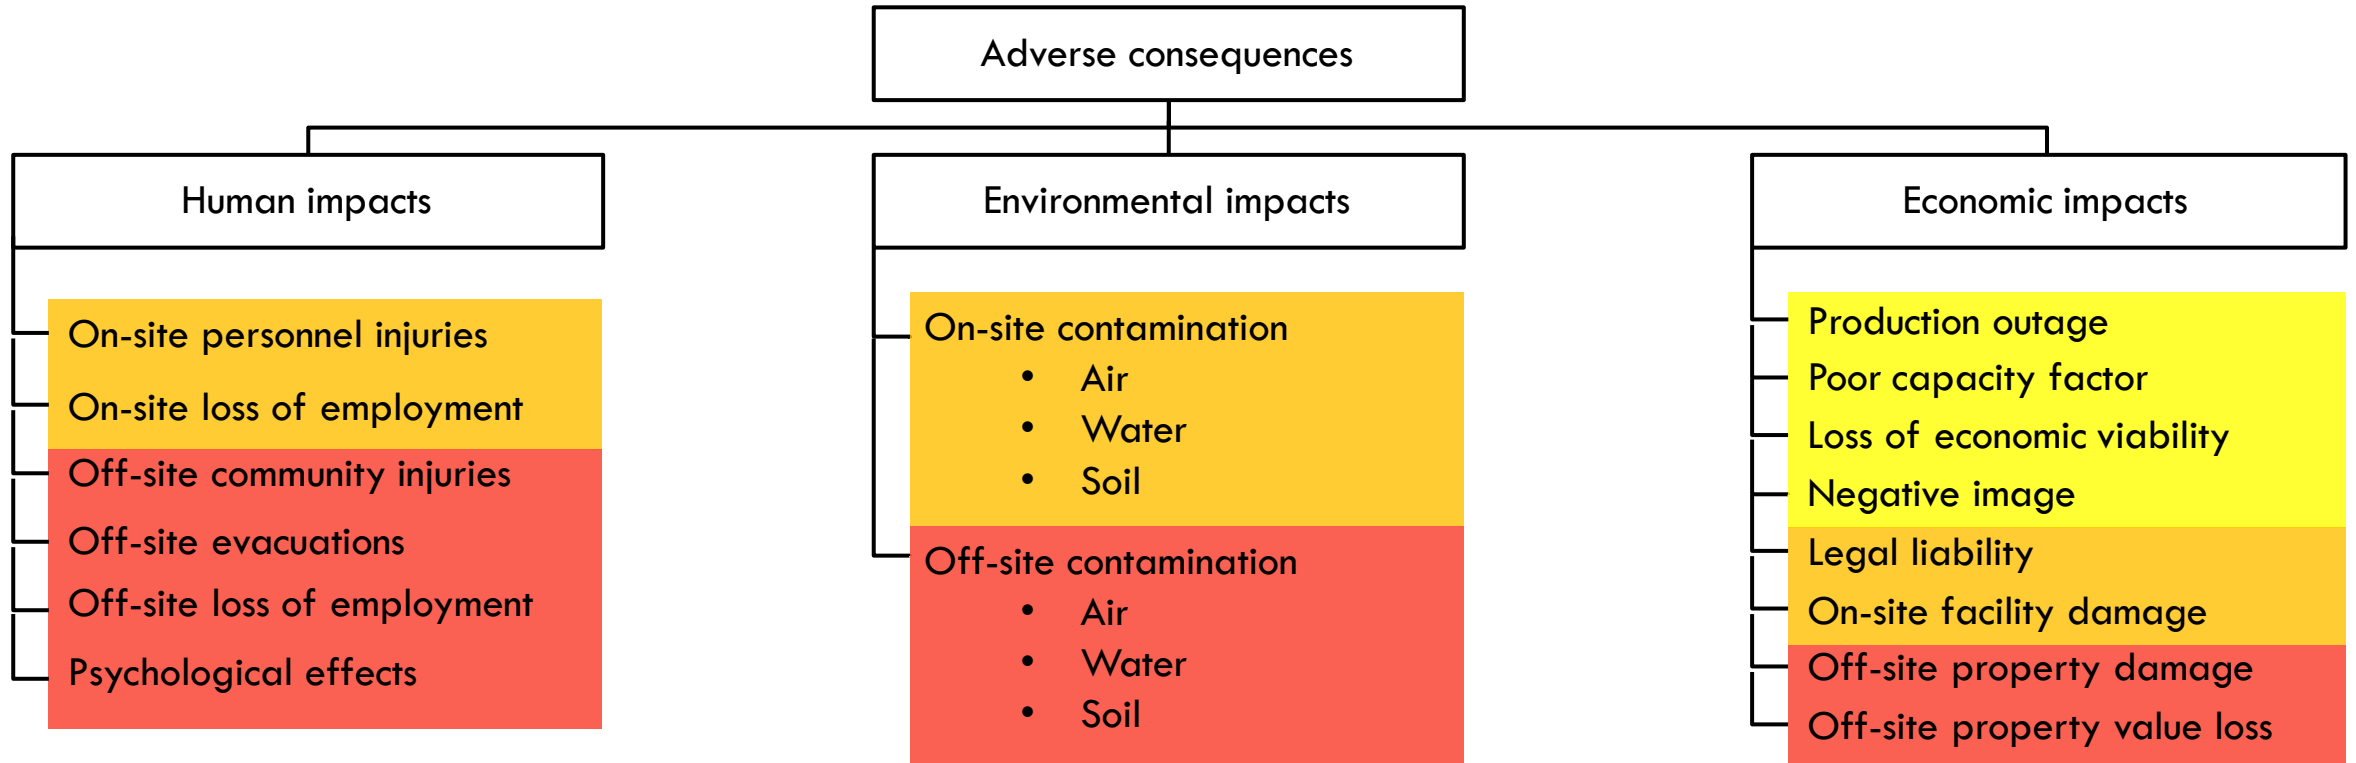 Adverse consequences
Human impacts
On-site personnel injuries
On-site loss of employment
Off-site community injuries
Off-site evacuations
Off-site loss of employment
Psychological effects
Environmental impacts
On-site contamination
• Air
• Water
• Soil
Off-site contamination
• Air
• Water
• Soil
Economic impacts
Production outage
Poor capacity factor
Loss of economic viability
Negative image
Legal liability
On-site facility damage
Off-site property damage
Off-site property value loss